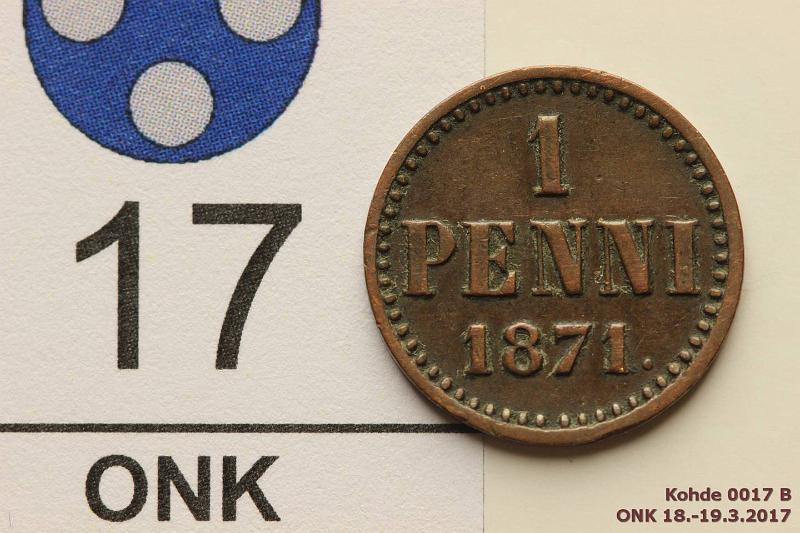 17
ONK
1
PENNI
1871.
Kohde 0017 B
ONK 18.-19.3.2017